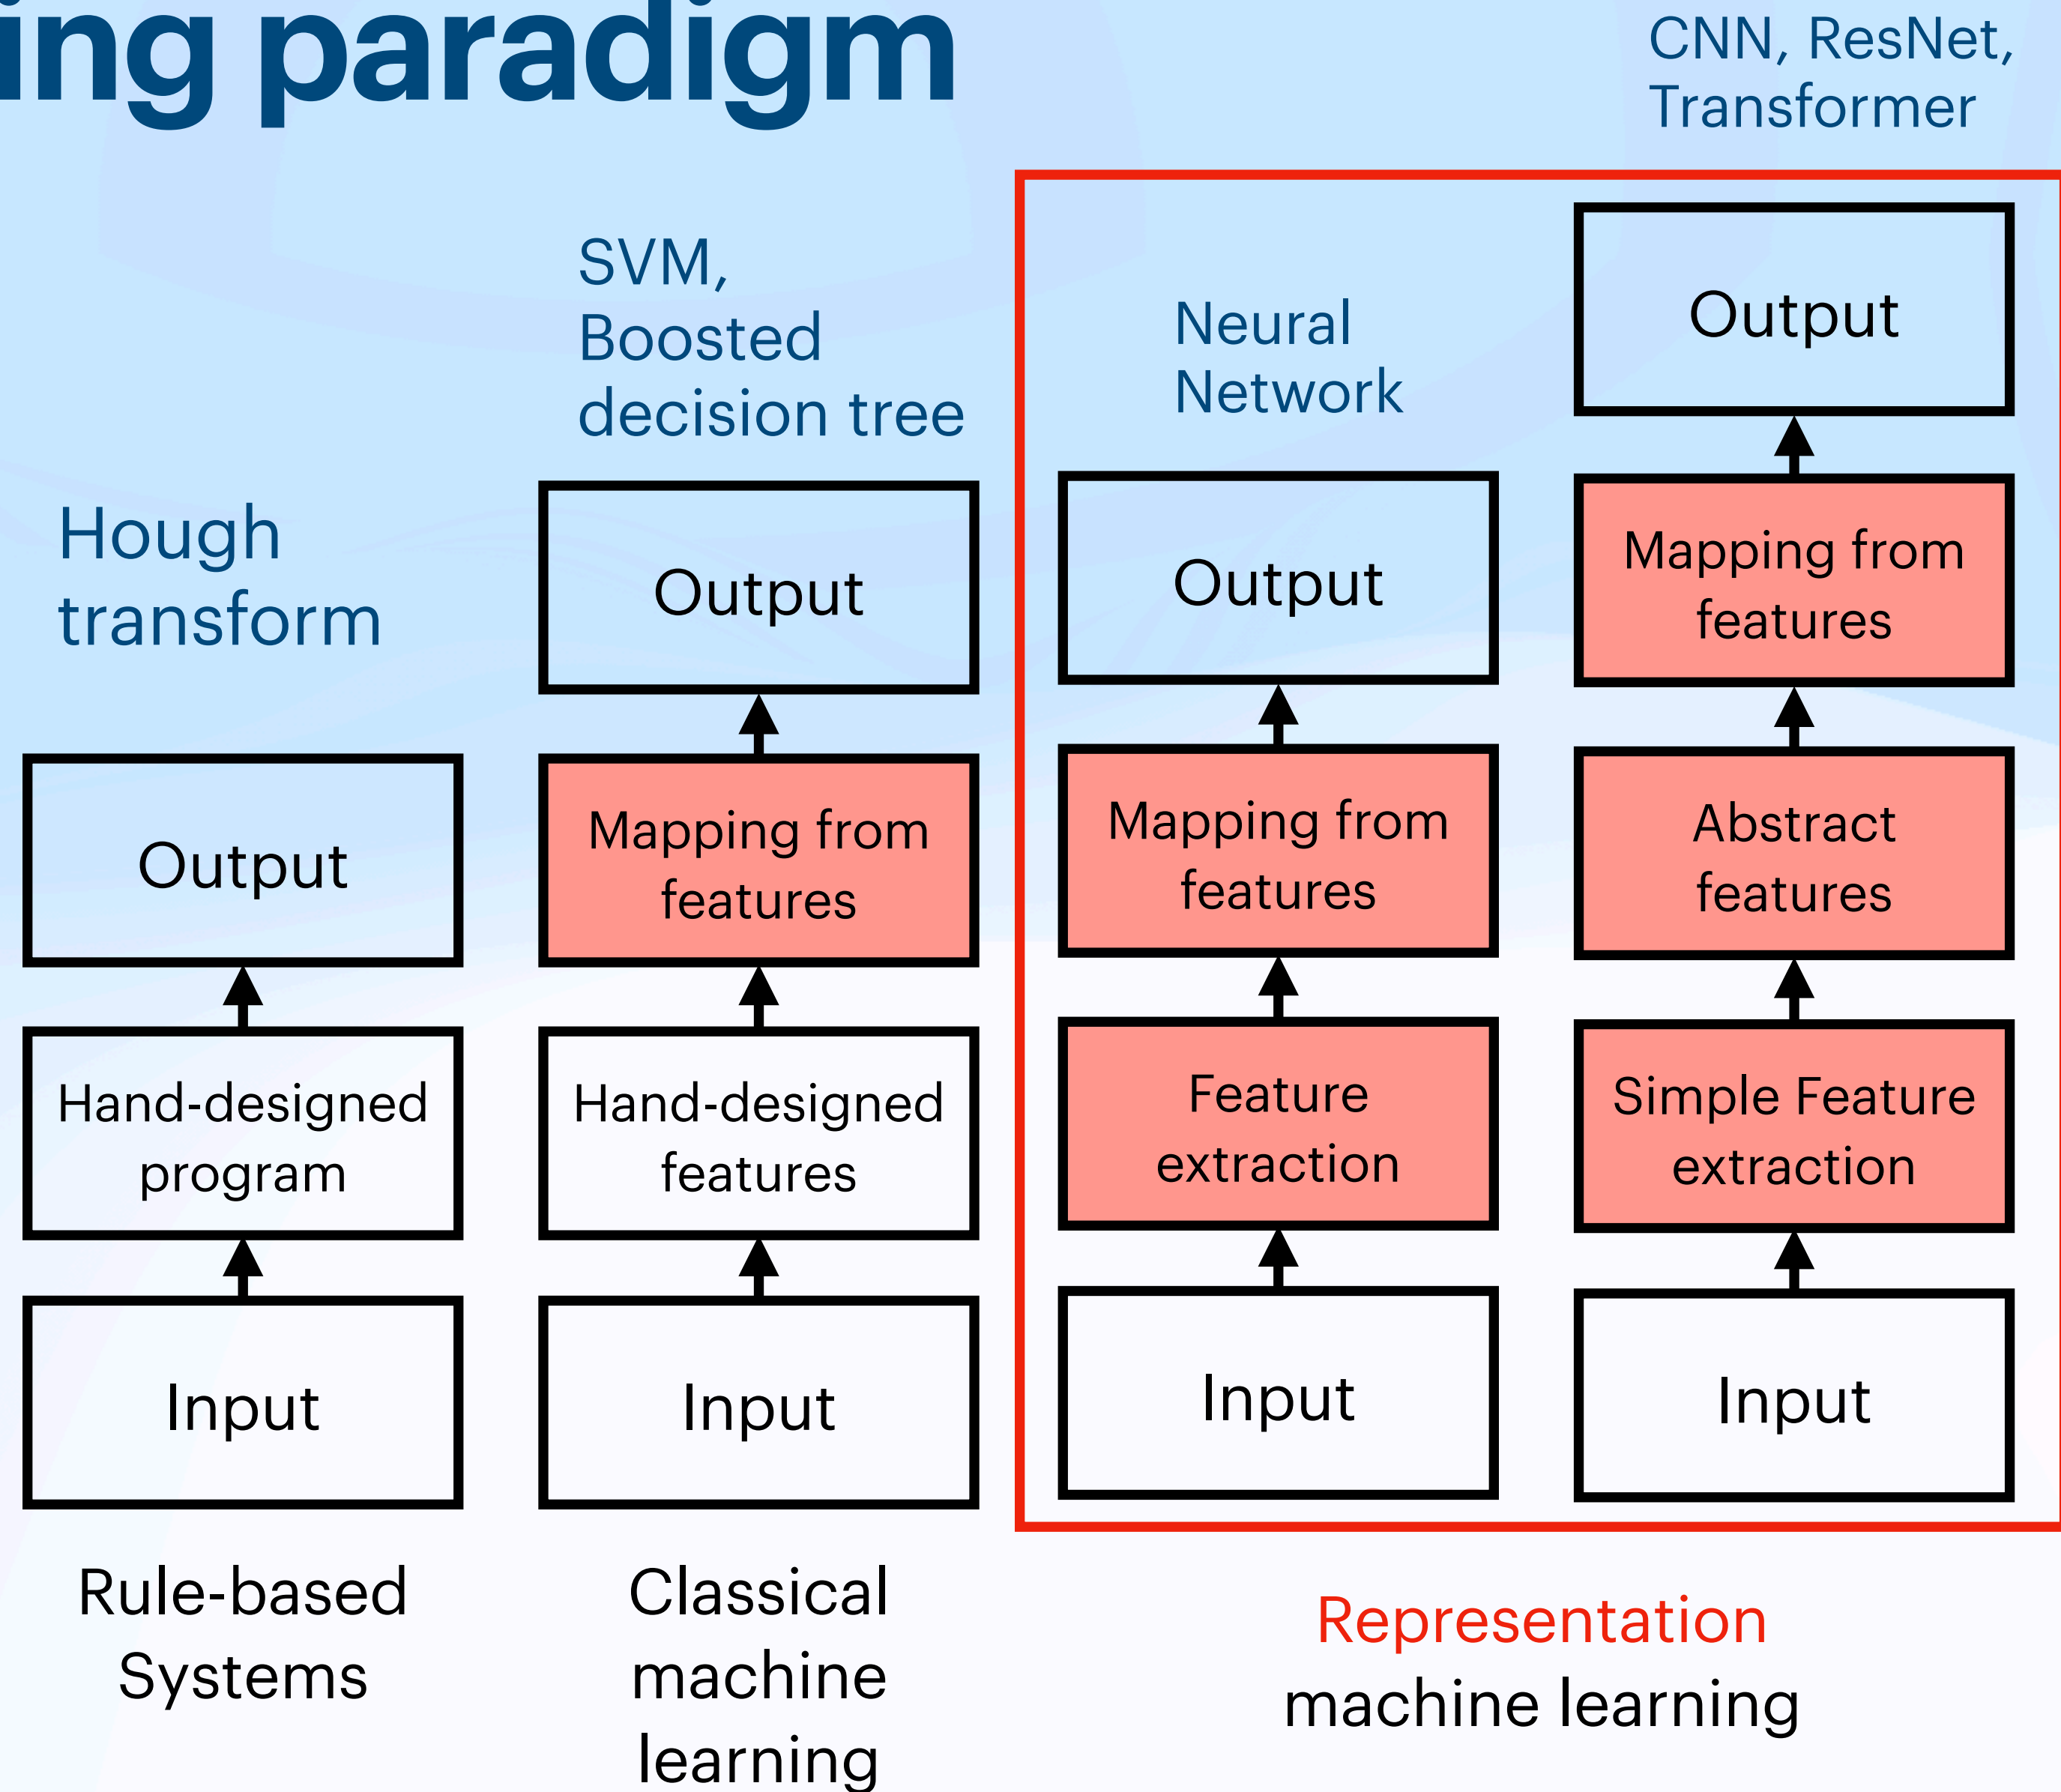 ing paradigm
CNN, ResNet,
Transformer
SVM,
Boosted
decision tree
Neural
Network
Hough
transform
Output
Hand-designed
program
Input
Rule-based
Systems
Output
Mapping from
features
Hand-designed
features
Input
Classical
machine
learning
Output
Mapping from
features
Feature
extraction
Input
Output
Mapping from
features
Abstract
features
Simple Feature
extraction
Input
Representation
machine learning